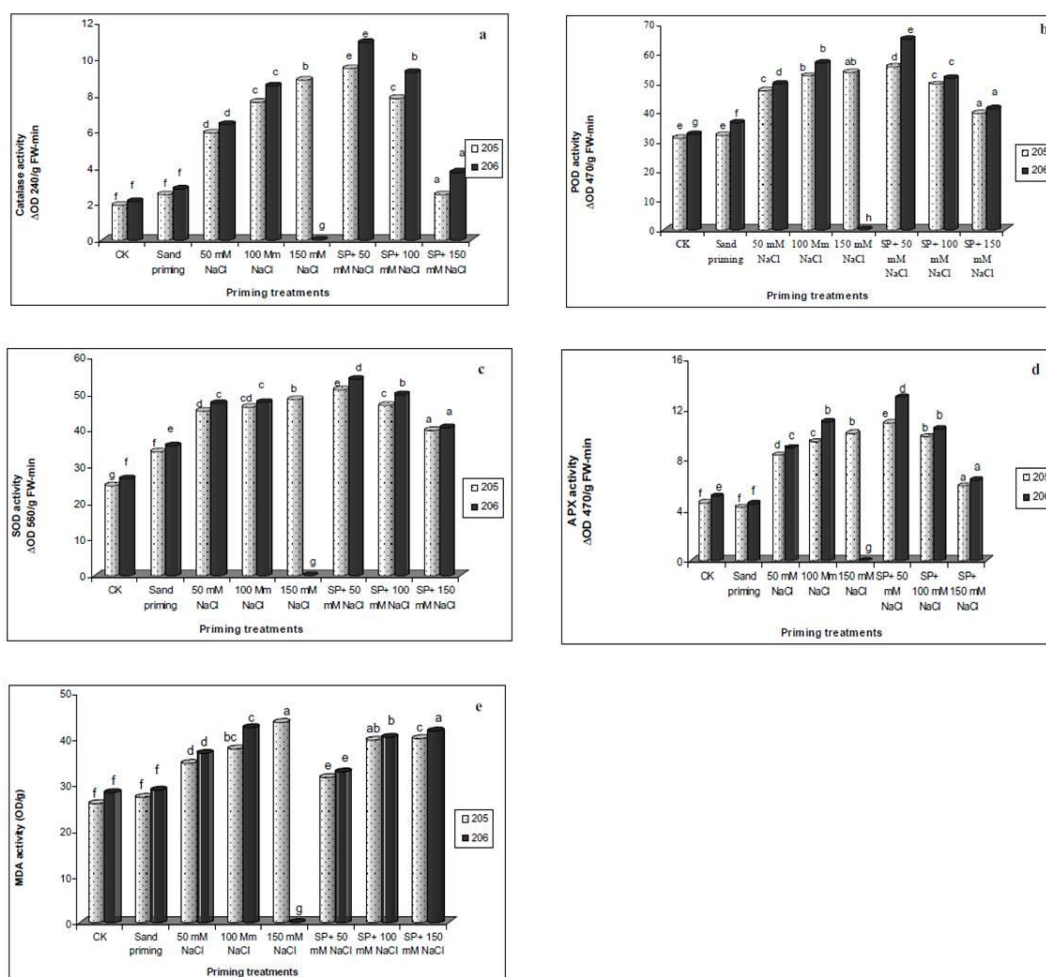 a
12
10
8
6
4
2
0
Catalase activity
ΔOD 240/g FW-min
f f f f d d c c b g e e c b a a
205
206
CK Sand priming 50 mM NaCl 100 Mm NaCl 150 mM NaCl SP+ 50 mM NaCl SP+ 100 mM NaCl SP+ 150 mM NaCl
Priming treatments
b
70
60
50
40
30
20
10
0
POD activity
ΔOD 470/g FW-min
e g e f c d b b ab h d e c c a a
205
206
CK Sand priming 50 mM NaCl 100 Mm NaCl 150 mM NaCl SP+ 50 mM NaCl SP+ 100 mM NaCl SP+ 150 mM NaCl
Priming treatments
c
60
50
40
30
20
10
0
SOD activity
ΔOD 560/g FW-min
g f f e d c cd c b g e d c b a a
205
206
CK Sand priming 50 mM NaCl 100 Mm NaCl 150 mM NaCl SP+ 50 mM NaCl SP+ 100 mM NaCl SP+ 150 mM NaCl
Priming treatments
d
16
12
8
4
0
A PX activity
ΔOD 470/g FW-min
f e f f d c c b c g e d b b a a
205
206
CK Sand priming 50 mM NaCl 100 Mm NaCl 150 mM NaCl SP+ 50 mM NaCl SP+ 100 mM NaCl SP+ 150 mM NaCl
Priming treatments
e
50
40
30
20
10
0
MDA activity (OD/g)
f f f f d d bc c a g e e ab b c a
205
206
CK Sand priming 50 mM NaCl 100 Mm NaCl 150 mM NaCl SP+ 50 mM NaCl SP+ 100 mM NaCl SP+ 150 mM NaCl
Priming treatments